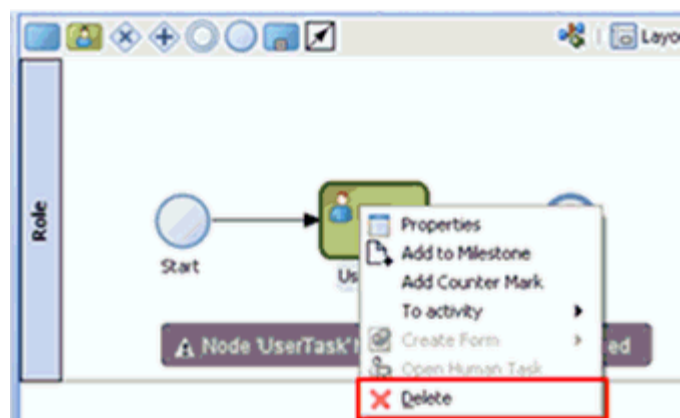 Layo
Role
Start
Us
Properties
Add to Milestone
Add Counter Mark
To activity
Create Form
Open Human Task
Delete
Node 'UserTask' ed